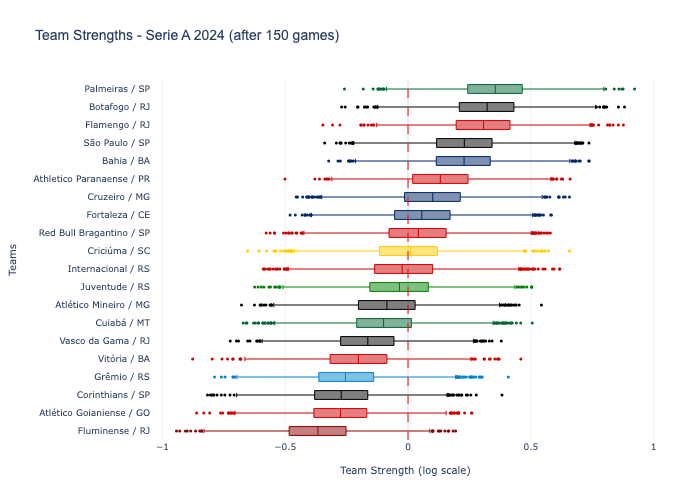 Team Strengths - Serie A 2024 (after 150 games)
Palmeiras / SP
Botafogo / RJ
Flamengo / RJ
São Paulo / SP
Bahia / BA
Athletico Paranaense / PR
Cruzeiro / MG
Fortaleza / CE
Red Bull Bragantino / SP
Criciúma / SC
Internacional / RS
Juventude / RS
Atlético Mineiro / MG
Cuiabá / MT
Vasco da Gama / RJ
Vitória / BA
Grêmio / RS
Corinthians / SP
Atlético Goianiense / GO
Fluminense / RJ
Teams
−1 −0.5 0 0.5 1
Team Strength (log scale)